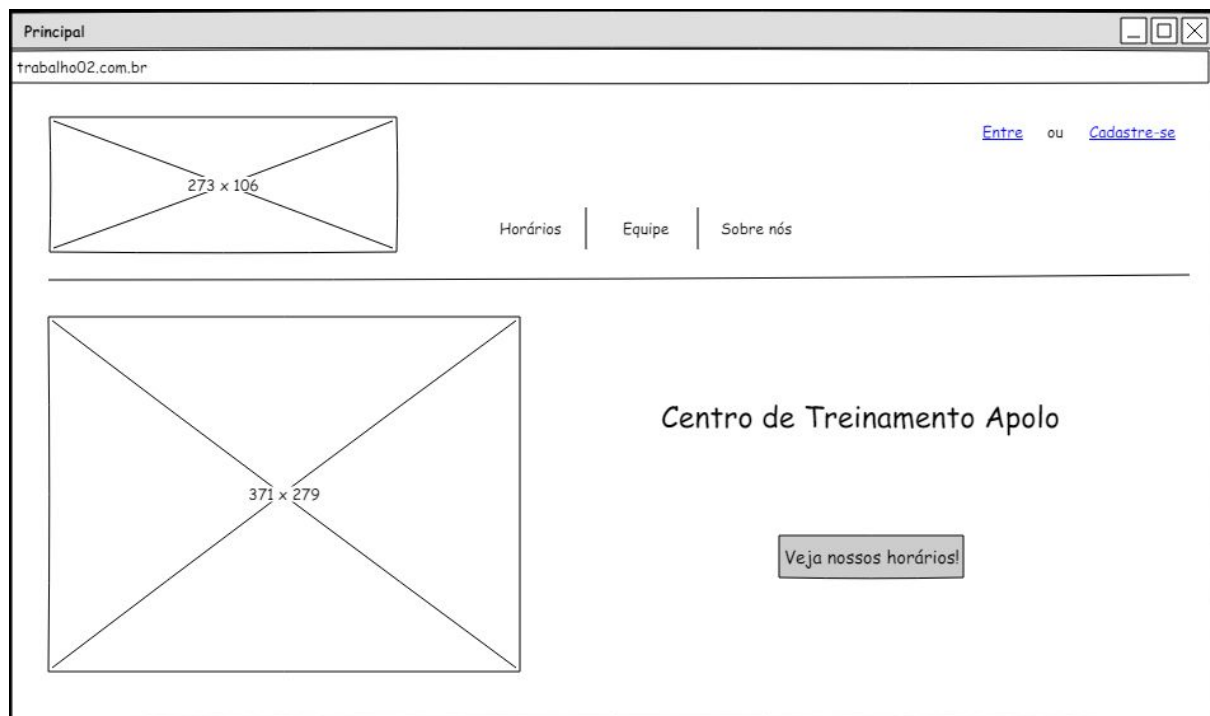 Principal
trabalho02.com.br
Entre ou Cadastre-se
273 x 106
Horários Equipe Sobre nós
Centro de Treinamento Apolo
371 x 279
Veja nossos horários!